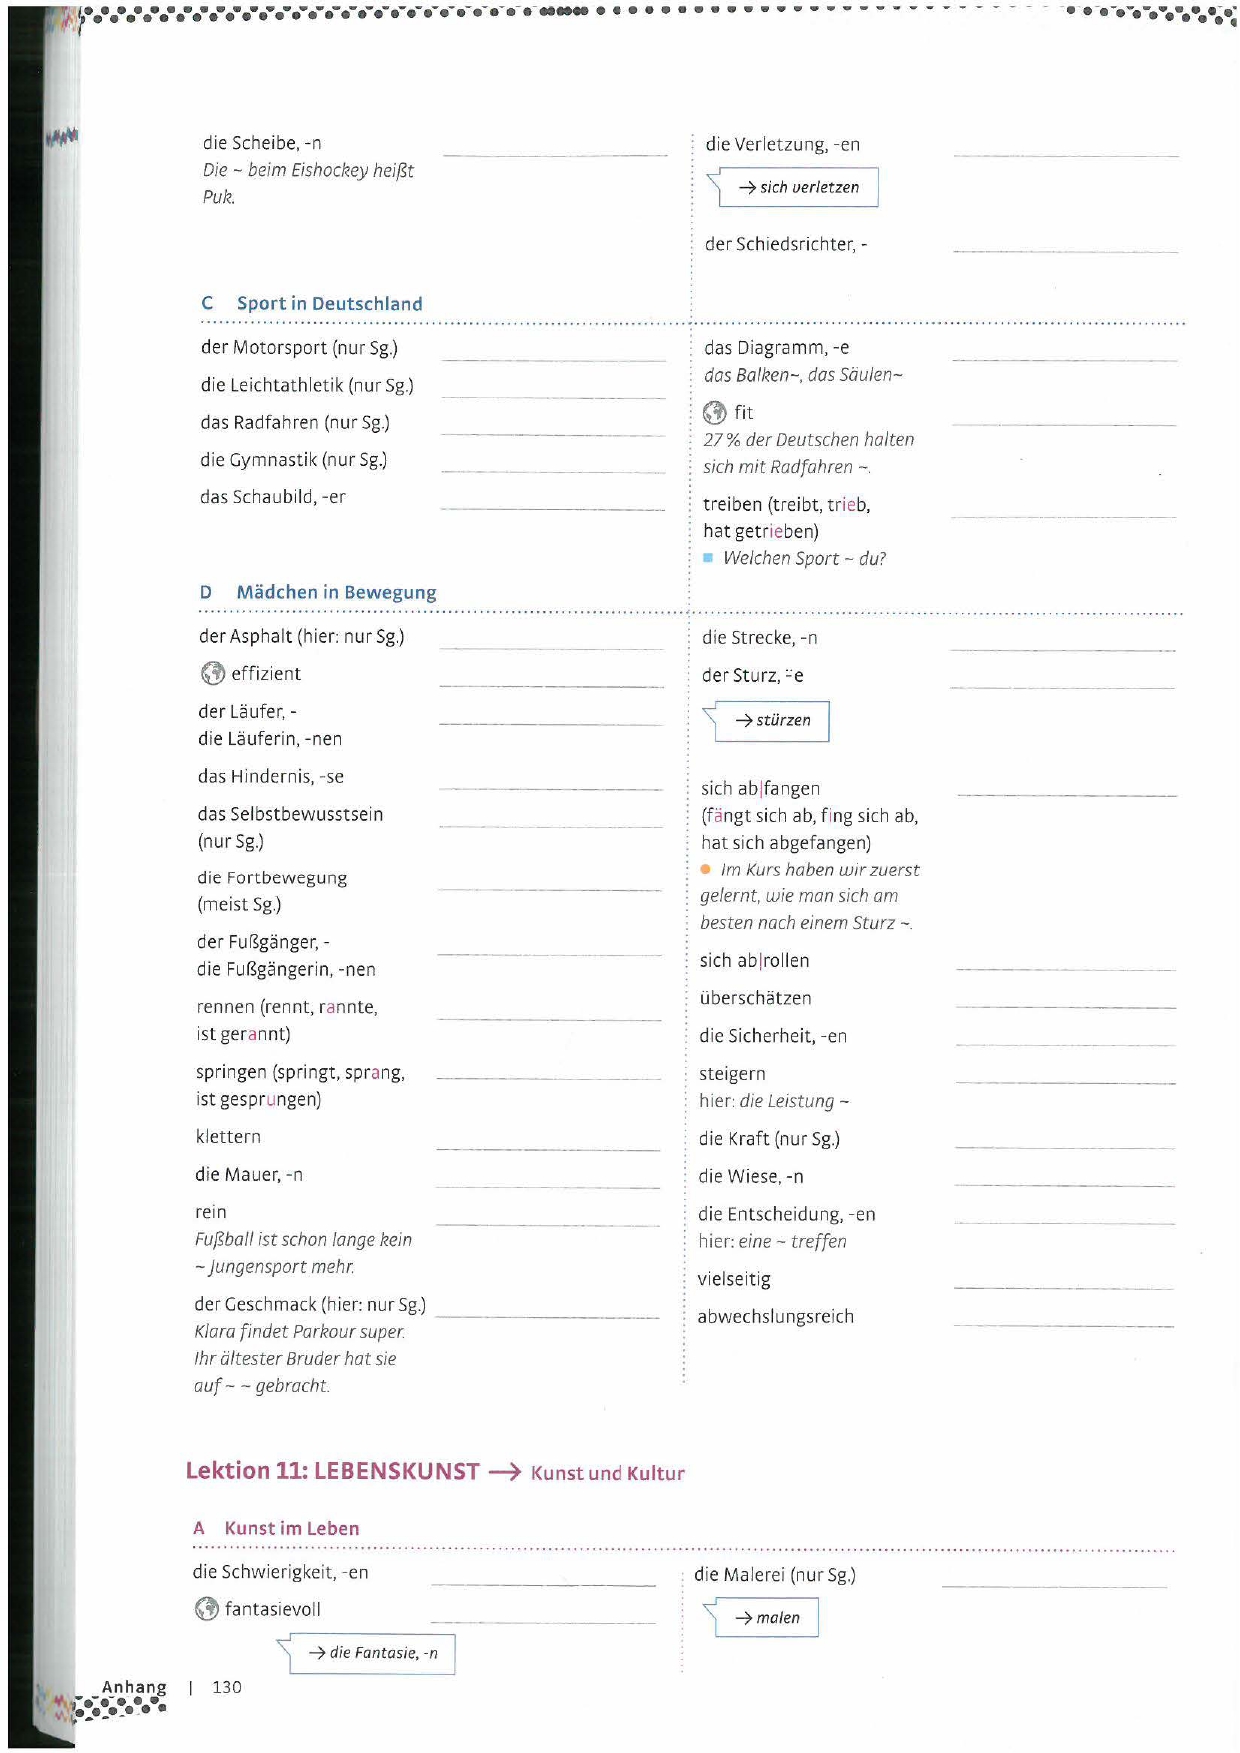 die Scheibe, -n
Die ~ beim Eishockey heißt
Puk.
die Verletzung, -en
→ sich verletzen
der Schiedsrichter, -
C Sport in Deutschland
der Motorsport (nur Sg.)
die Leichtathletik (nur Sg.)
das Radfahren (nur Sg.)
die Gymnastik (nur Sg.)
das Schaubild, -er
das Diagramm, -e
das Balken~, das Säulen~
fit
27 % der Deutschen halten
sich mit Radfahren ~.
treiben (treibt, trieb,
hat getrieben)
Welchen Sport ~ du?
D Mädchen in Bewegung
der Asphalt (hier: nur Sg.)
effizient
der Läufer, -
die Läuferin, -nen
das Hindernis, -se
das Selbstbewusstsein
(nur Sg.)
die Fortbewegung
(meist Sg.)
der Fußgänger, -
die Fußgängerin, -nen
rennen (rennt, rannte,
ist gerannt)
springen (springt, sprang,
ist gesprungen)
klettern
die Mauer, -n
rein
Fußball ist schon lange kein
~ Jungensport mehr.
der Geschmack (hier: nur Sg.)
Klara findet Parkour super.
Ihr ältester Bruder hat sie
auf ~ ~ gebracht.
die Strecke, -n
der Sturz, ⸚e
→ stürzen
sich ab|fangen
(fängt sich ab, fing sich ab,
hat sich abgefangen)
Im Kurs haben wir zuerst
gelernt, wie man sich am
besten nach einem Sturz ~.
sich ab|rollen
überschätzen
die Sicherheit, -en
steigern
hier: die Leistung ~
die Kraft (nur Sg.)
die Wiese, -n
die Entscheidung, -en
hier: eine ~ treffen
vielseitig
abwechslungsreich
Lektion 11: LEBENSKUNST → Kunst und Kultur
A Kunst im Leben
die Schwierigkeit, -en
fantasievoll
→ die Fantasie, -n
die Malerei (nur Sg.)
→ malen
Anhang | 130